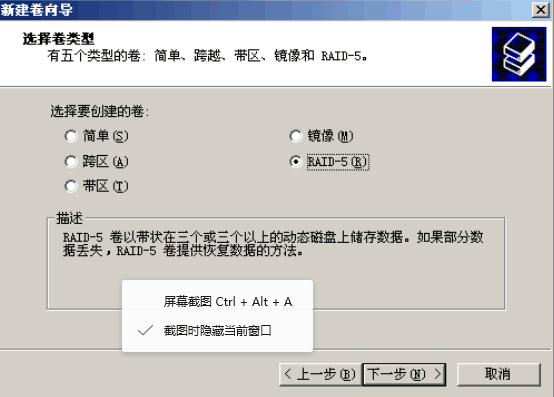 新建卷向导
选择卷类型
有五个类型的卷: 简单、跨越、带区、镜像和 RAID-5。
选择要创建的卷:
简单(S)
镜像(M)
跨区(A)
RAID-5(R)
带区(T)
描述
RAID-5 卷以带状在三个或三个以上的动态磁盘上储存数据。如果部分数
据丢失，RAID-5 卷提供恢复数据的方法。
屏幕截图 Ctrl + Alt + A
截图时隐藏当前窗口
< 上一步(B)
下一步(N) >
取消